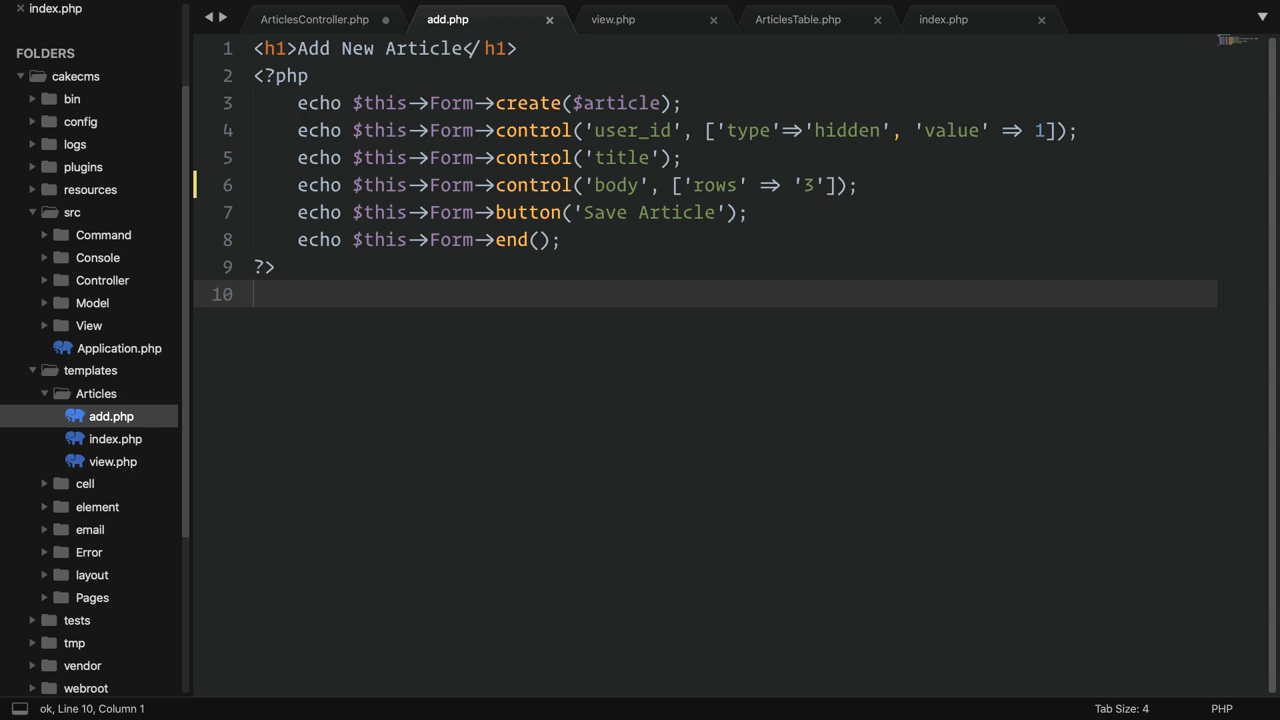 index.php
ArticlesController.php
add.php
view.php
ArticlesTable.php
index.php
FOLDERS
cakecms
bin
config
logs
plugins
resources
src
Command
Console
Controller
Model
View
Application.php
templates
Articles
add.php
index.php
view.php
cell
element
email
Error
layout
Pages
tests
tmp
vendor
webroot
1 <h1>Add New Article</h1>
2 <?php
3 echo $this->Form->create($article);
4 echo $this->Form->control('user_id', ['type'=>'hidden', 'value' => 1]);
5 echo $this->Form->control('title');
6 echo $this->Form->control('body', ['rows' => '3']);
7 echo $this->Form->button('Save Article');
8 echo $this->Form->end();
9 ?>
10
ok, Line 10, Column 1
Tab Size: 4
PHP